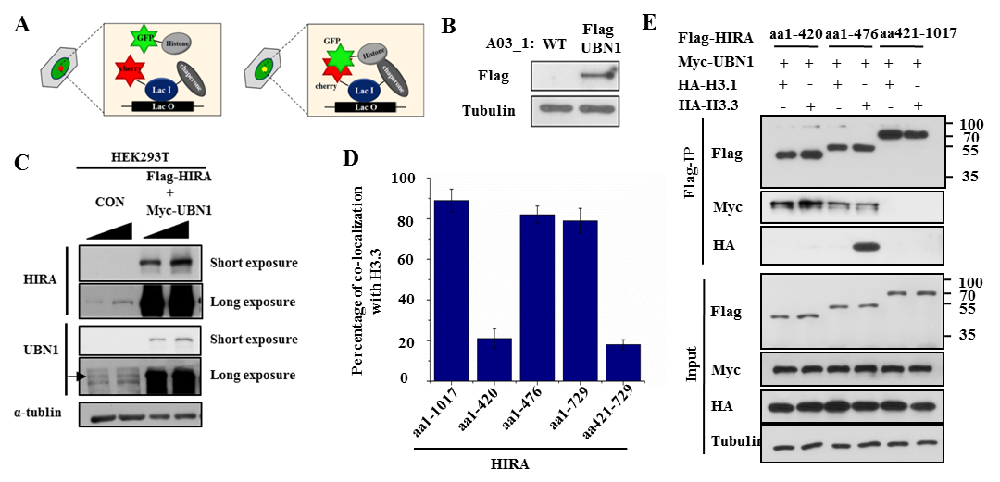 A
GFP
Histone
cherry
chaperone
Lac I
Lac O
GFP
Histone
cherry
chaperone
Lac I
Lac O
B
A03_1: WT Flag-UBN1
Flag
Tubulin
C
HEK293T
CON
Flag-HIRA
+
Myc-UBN1
HIRA
Short exposure
Long exposure
UBN1
Short exposure
Long exposure
α-tublin
D
Percentage of co-localization
with H3.3
100
80
60
40
20
0
aa1-1017
aa1-420
aa1-476
aa1-729
aa421-729
HIRA
E
Flag-HIRA aa1-420 aa1-476 aa421-1017
Myc-UBN1 + + + + + +
HA-H3.1 + - + - + -
HA-H3.3 - + - + - +
Flag-IP
Flag
100
70
55
35
Myc
HA
Input
Flag
100
70
55
35
Myc
HA
Tubulin